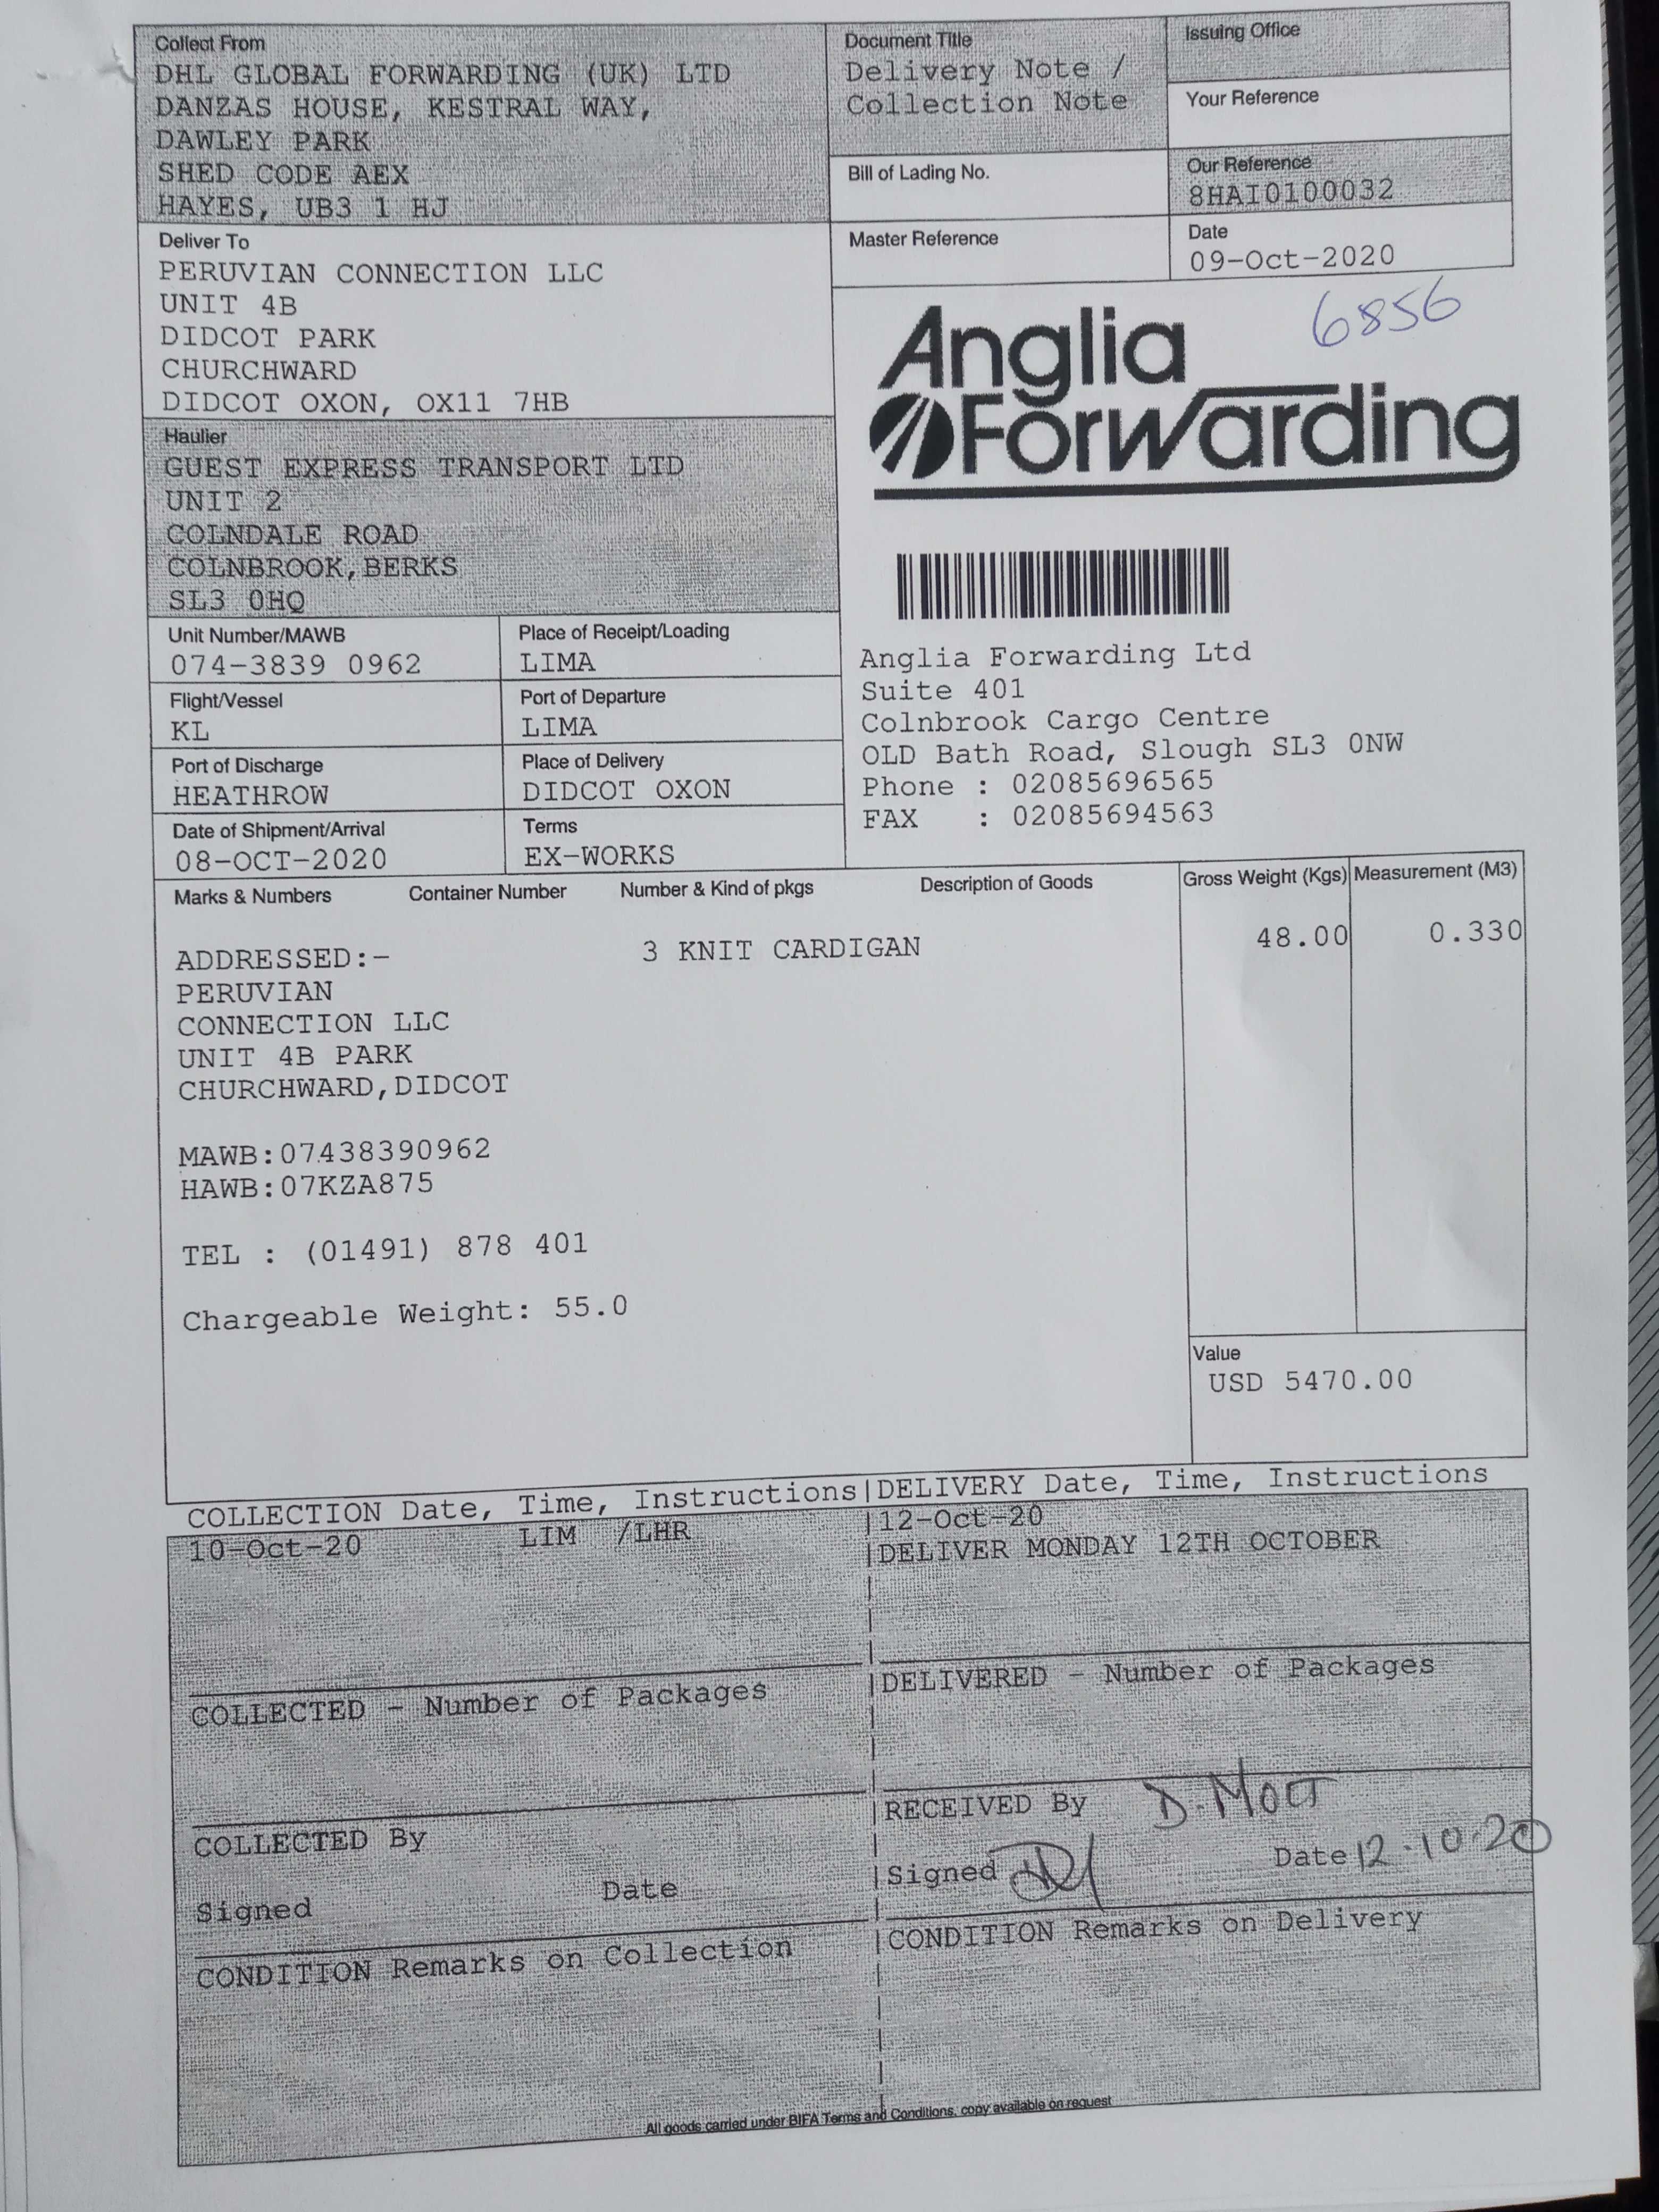 Collect From
DHL GLOBAL FORWARDING (UK) LTD
DANZAS HOUSE, KESTRAL WAY,
DAWLEY PARK
SHED CODE AEX
HAYES, UB3 1 HJ
Document Title
Delivery Note /
Collection Note
Issuing Office
Your Reference
Bill of Lading No.
Our Reference
8HAI0100032
Master Reference
Date
09-Oct-2020
Deliver To
PERUVIAN CONNECTION LLC
UNIT 4B
DIDCOT PARK
CHURCHWARD
DIDCOT OXON, OX11 7HB
6856
Anglia
Forwarding
Haulier
GUEST EXPRESS TRANSPORT LTD
UNIT 2
COLNDALE ROAD
COLNBROOK,BERKS
SL3 0HQ
Unit Number/MAWB
074-3839 0962
Place of Receipt/Loading
LIMA
Flight/Vessel
KL
Port of Departure
LIMA
Port of Discharge
HEATHROW
Place of Delivery
DIDCOT OXON
Date of Shipment/Arrival
08-OCT-2020
Terms
EX-WORKS
Anglia Forwarding Ltd
Suite 401
Colnbrook Cargo Centre
OLD Bath Road, Slough SL3 0NW
Phone : 02085696565
FAX : 02085694563
Marks & Numbers Container Number Number & Kind of pkgs Description of Goods Gross Weight (Kgs) Measurement (M3)
ADDRESSED:- 3 KNIT CARDIGAN 48.00 0.330
PERUVIAN
CONNECTION LLC
UNIT 4B PARK
CHURCHWARD,DIDCOT
MAWB:07438390962
HAWB:07KZA875
TEL : (01491) 878 401
Chargeable Weight: 55.0
Value
USD 5470.00
COLLECTION Date, Time, Instructions|DELIVERY Date, Time, Instructions
10-Oct-20 LIM /LHR |12-Oct-20
|DELIVER MONDAY 12TH OCTOBER
COLLECTED - Number of Packages |DELIVERED - Number of Packages
COLLECTED By |RECEIVED By D. MOTT
Signed Date |Signed Date 12.10.20
CONDITION Remarks on Collection |CONDITION Remarks on Delivery
All goods carried under BIFA Terms and Conditions, copy available on request